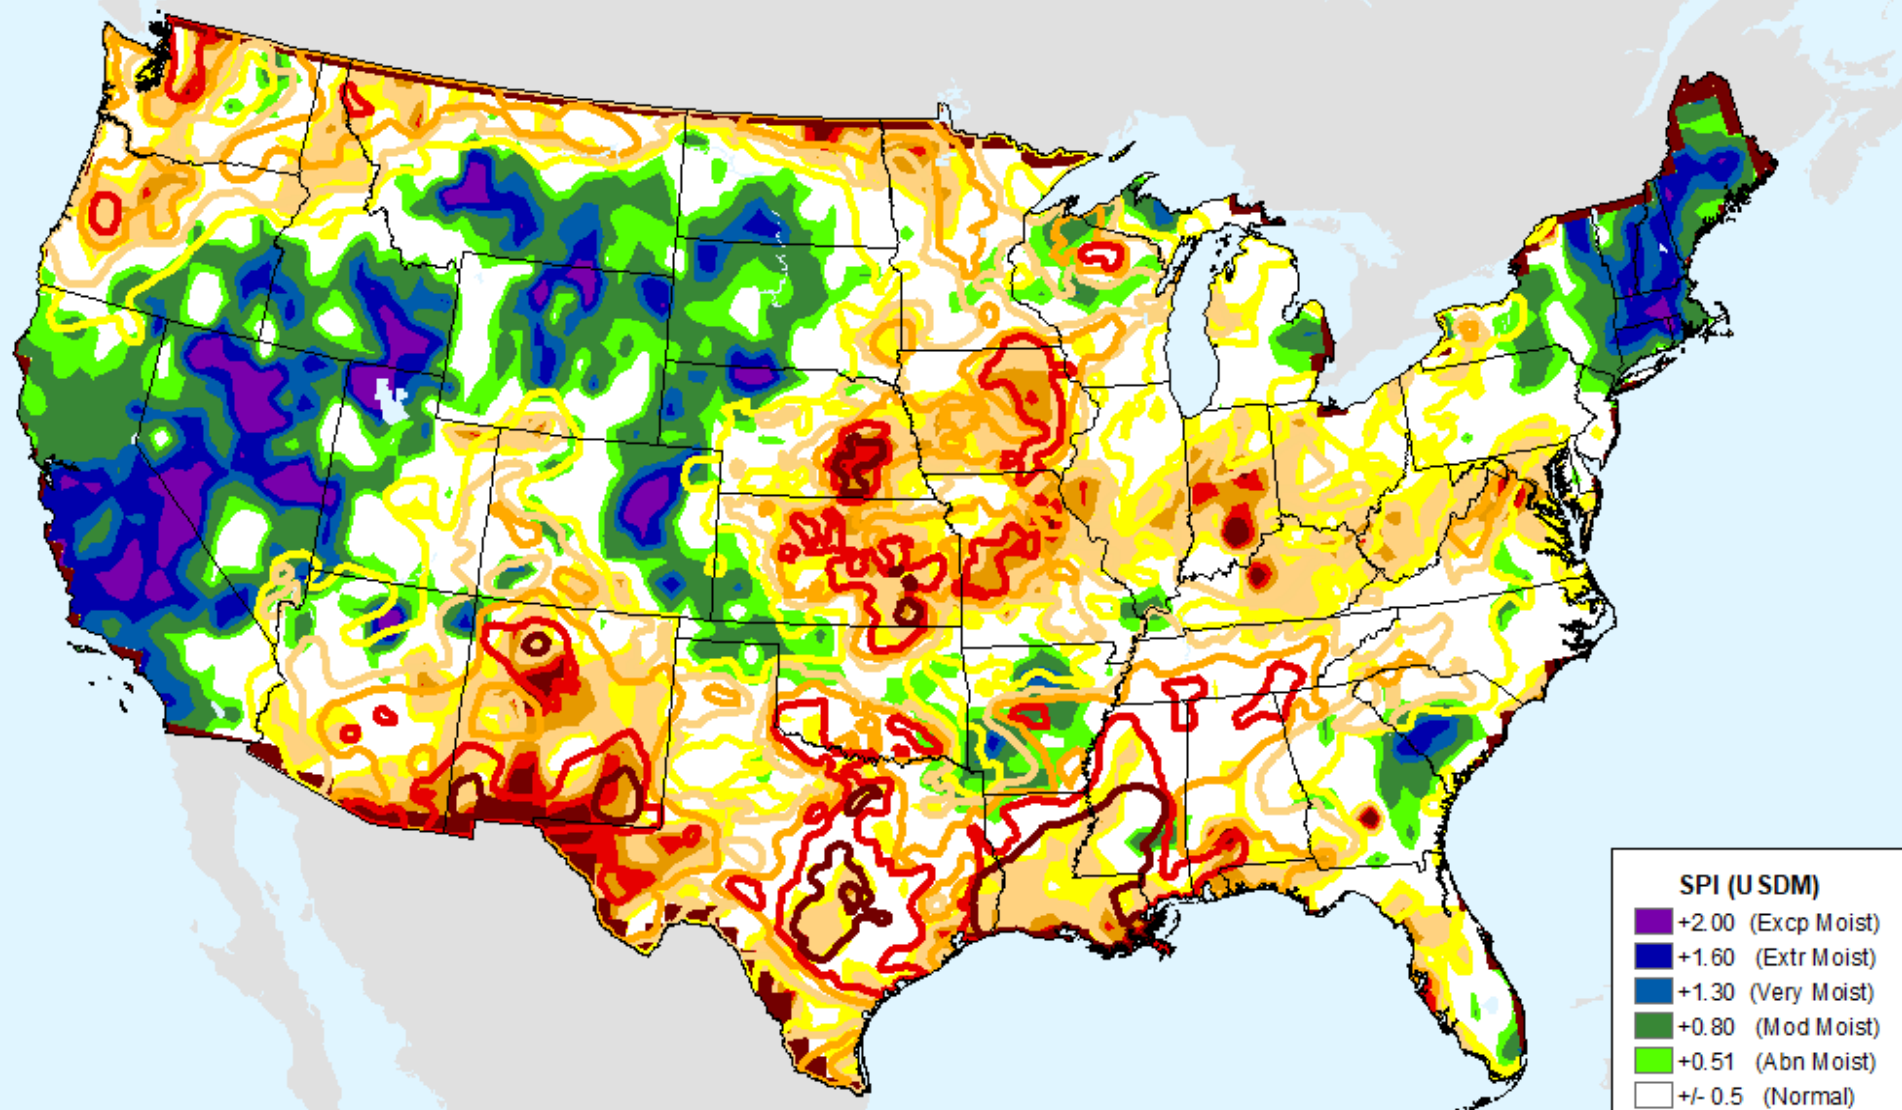 SPI (USDM)
+2.00 (Excp Moist)
+1.60 (Extr Moist)
+1.30 (Very Moist)
+0.80 (Mod Moist)
+0.51 (Abn Moist)
+/- 0.5 (Normal)